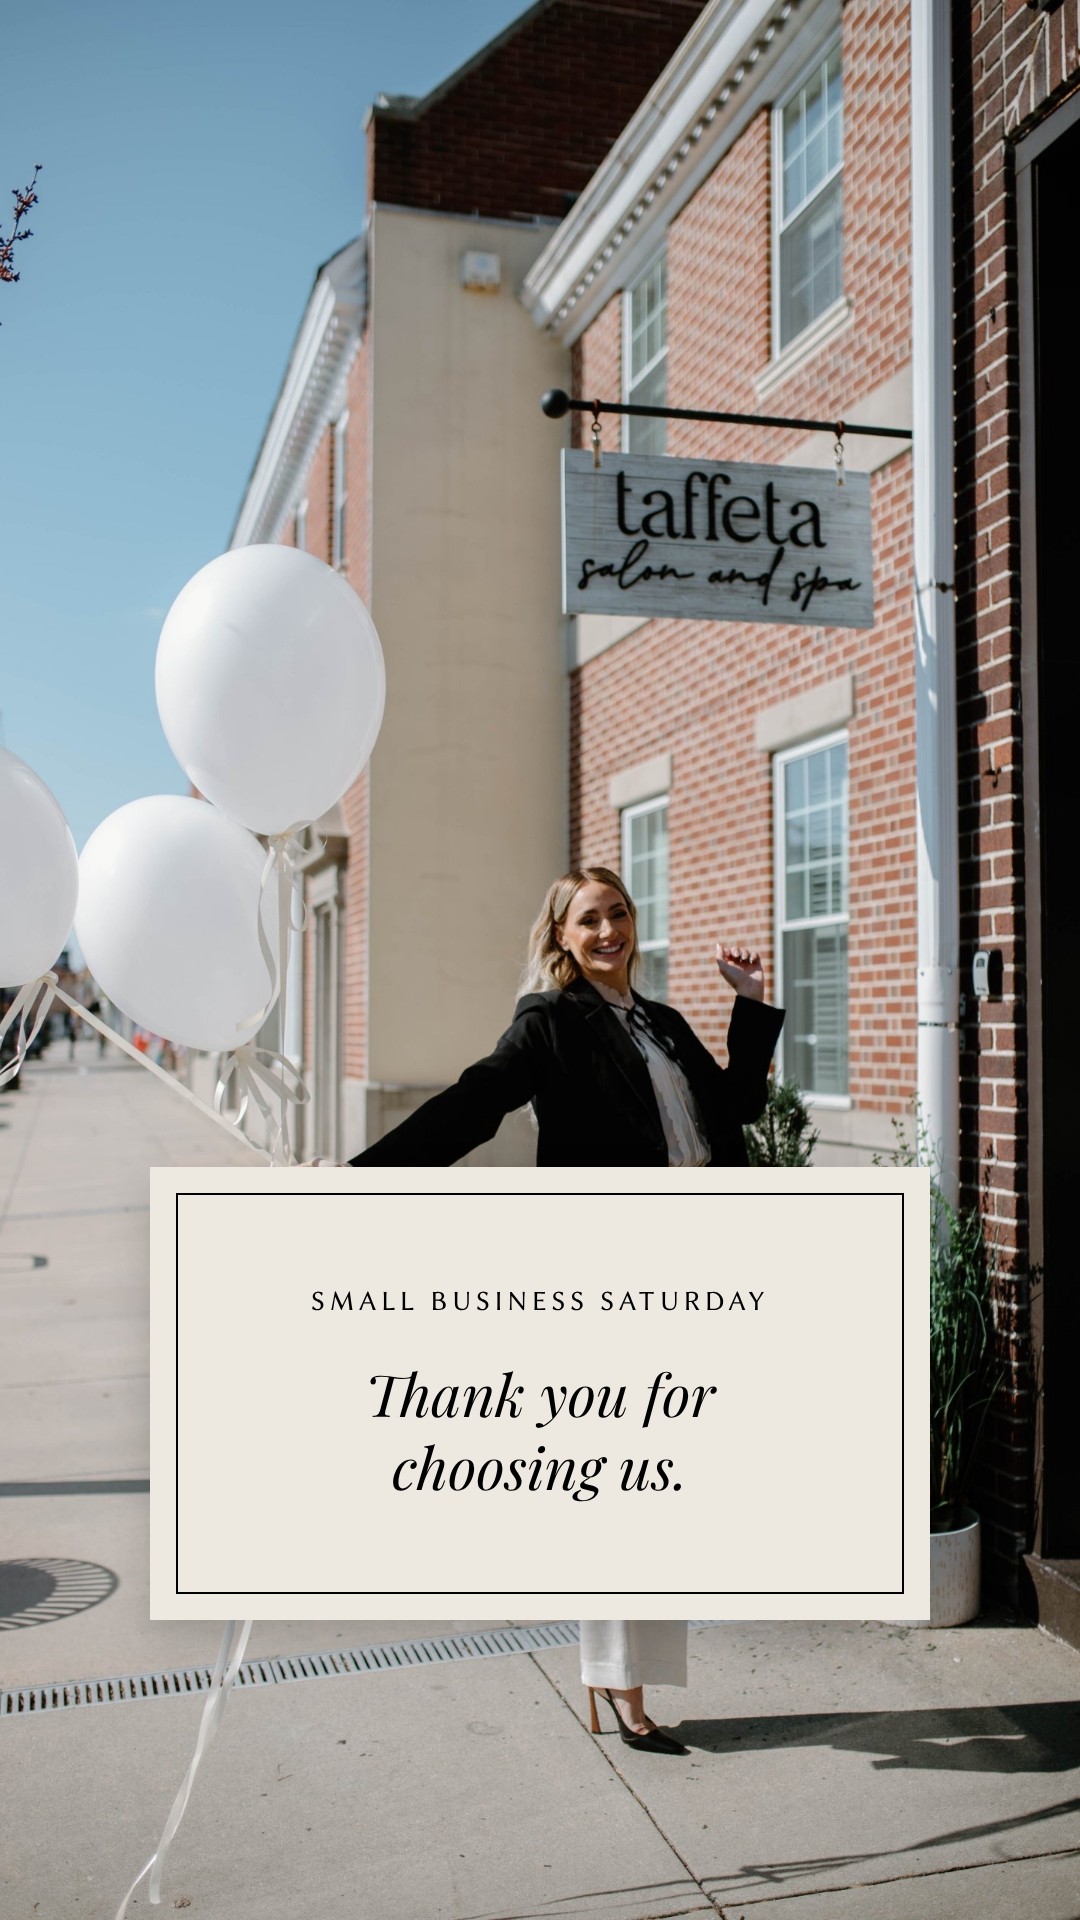 taffeta
salon and spa
SMALL BUSINESS SATURDAY
Thank you for
choosing us.